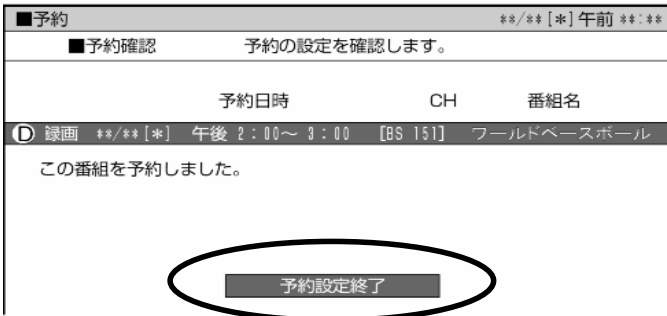 ■予約 **/**[*]午前 **:**
■予約確認 予約の設定を確認します。
予約日時 CH 番組名
Ⓓ 録画 **/**[*] 午後 2:00～ 3:00 [BS 151] ワールドベースボール
この番組を予約しました。
予約設定終了